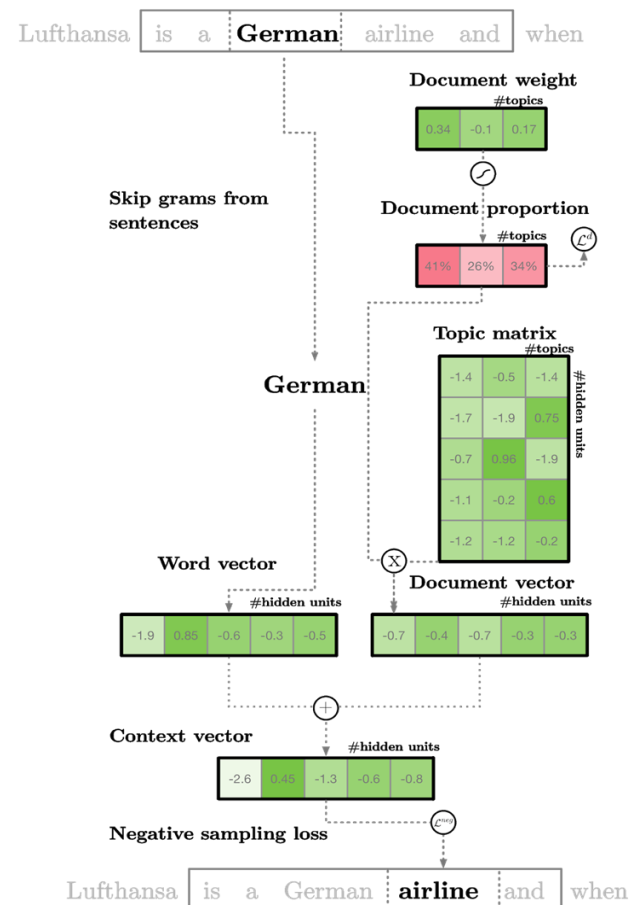 Lufthansa is a German airline and when
Document weight
#topics
0.34 -0.1 0.17
Skip grams from
sentences
Document proportion
#topics
ℒᵈ
41% 26% 34%
Topic matrix
#topics
#hidden units
-1.4 -0.5 -1.4
-1.7 -1.9 0.75
-0.7 0.96 -1.9
-1.1 -0.2 0.6
-1.2 -1.2 -0.2
German
X
Word vector
#hidden units
-1.9 0.85 -0.6 -0.3 -0.5
Document vector
#hidden units
-0.7 -0.4 -0.7 -0.3 -0.3
+
Context vector
#hidden units
-2.6 0.45 -1.3 -0.6 -0.8
Negative sampling loss
ℒⁿᵉᵍ
Lufthansa is a German airline and when